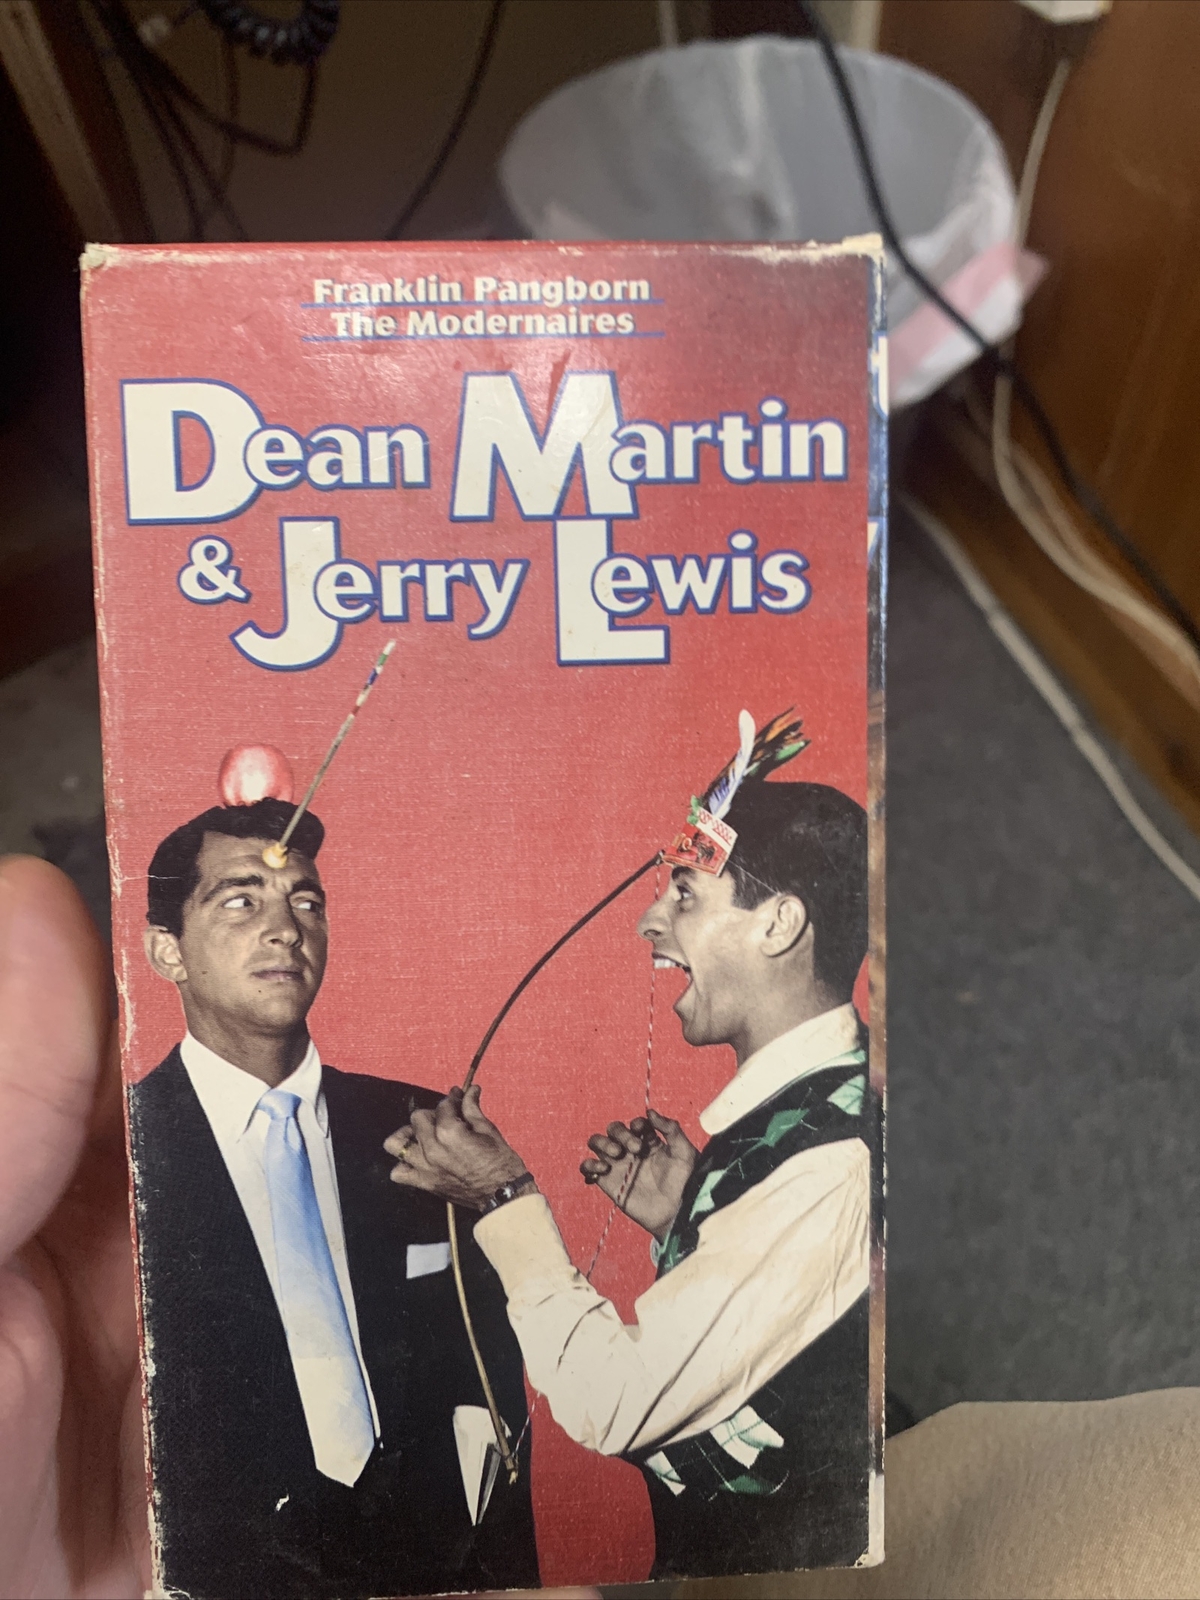 Franklin Pangborn
The Modernaires
Dean Martin
& Jerry Lewis